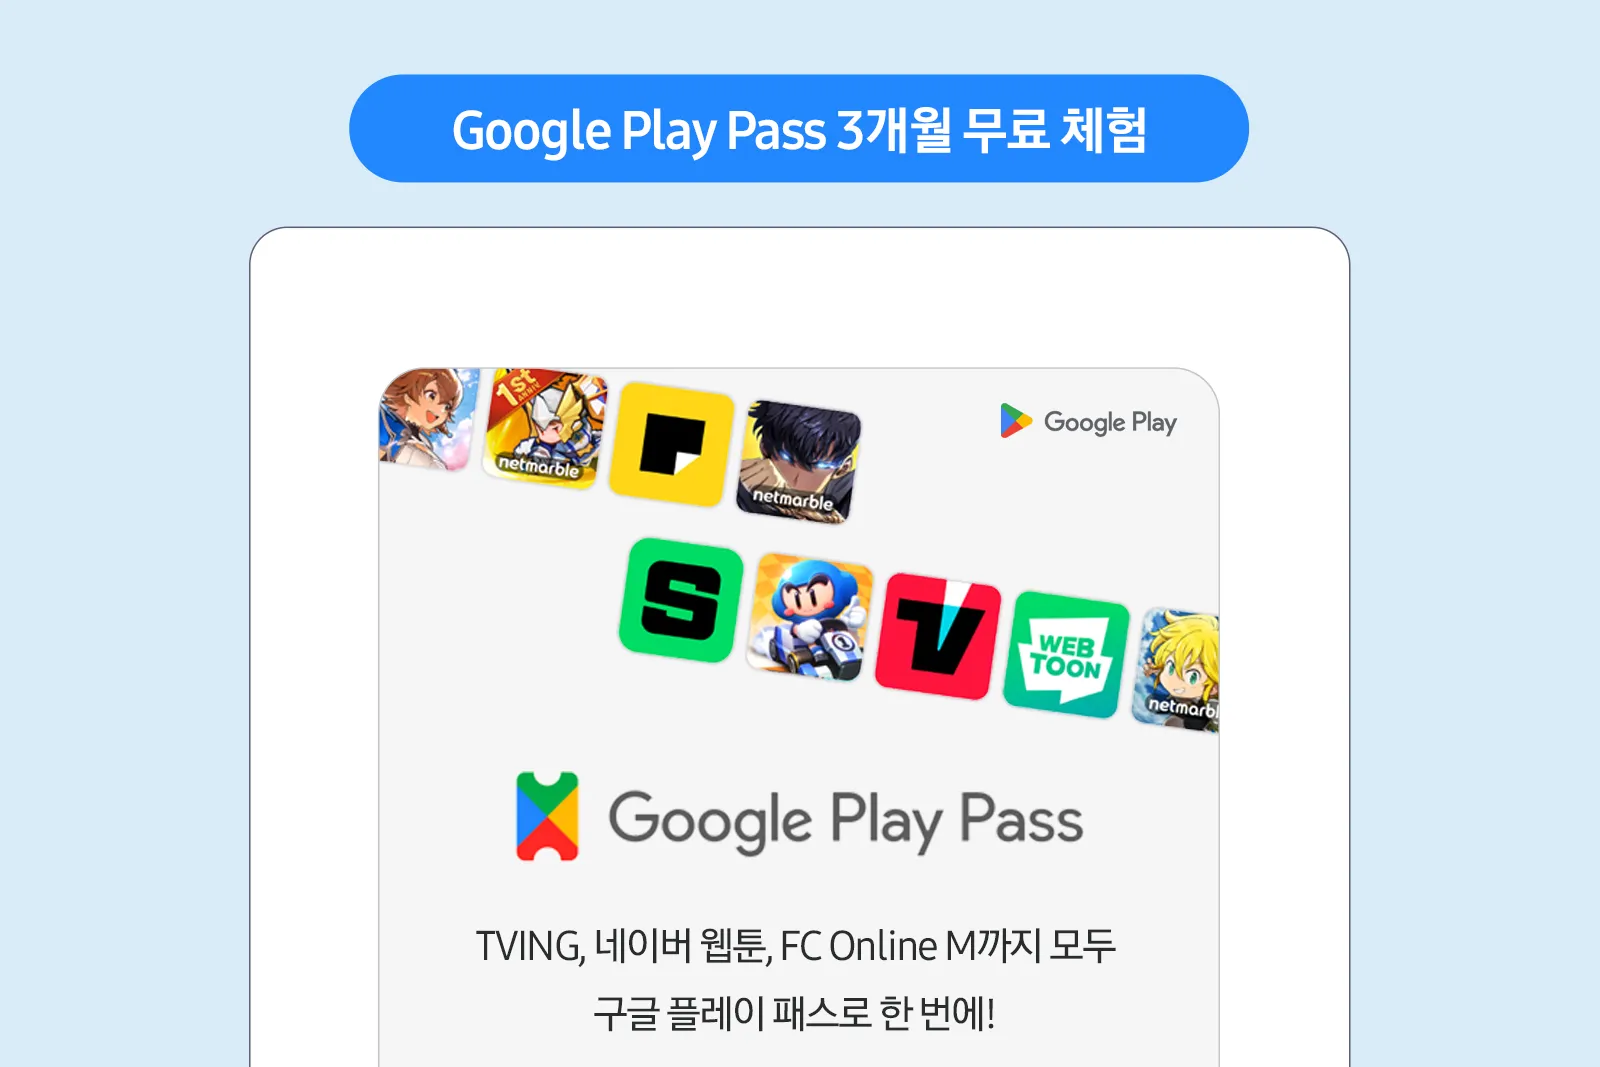 Google Play Pass 3개월 무료 체험
1st
ANNIV
netmarble
netmarble
Google Play
S
TV
WEB
TOON
netmarbl
Google Play Pass
TVING, 네이버 웹툰, FC Online M까지 모두
구글 플레이 패스로 한 번에!